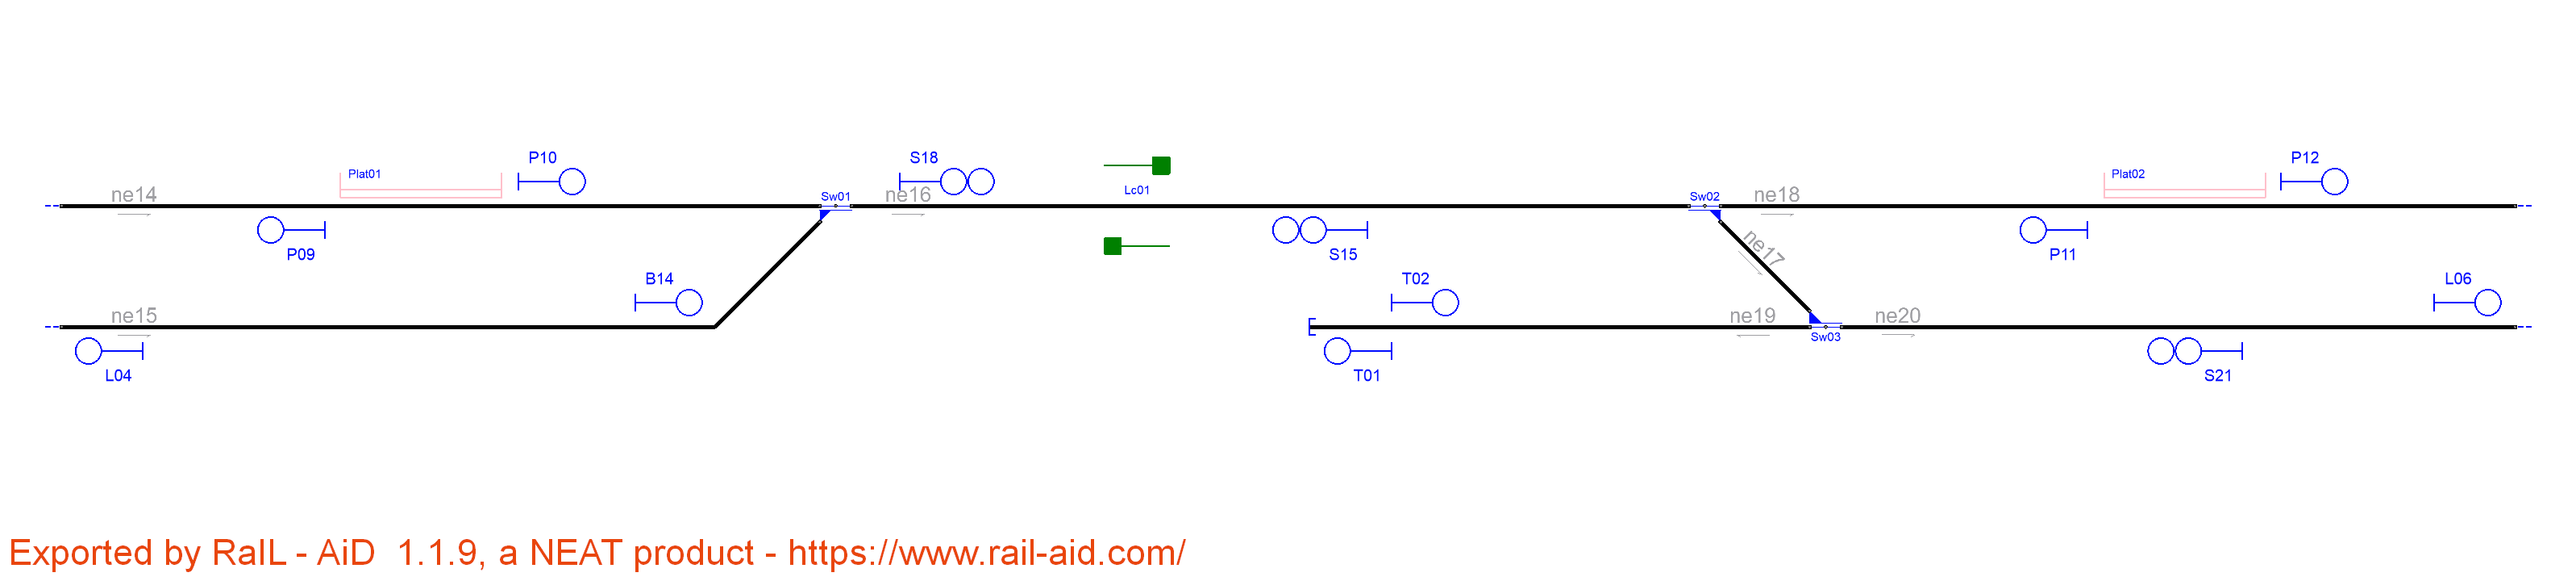 P10
S18
P12
Plat01
Plat02
ne14
Sw01
ne16
Lc01
Sw02
ne18
P09
S15
ne17
P11
B14
T02
L06
ne15
ne19
ne20
Sw03
L04
T01
S21
Exported by RaIL - AiD 1.1.9, a NEAT product - https://www.rail-aid.com/